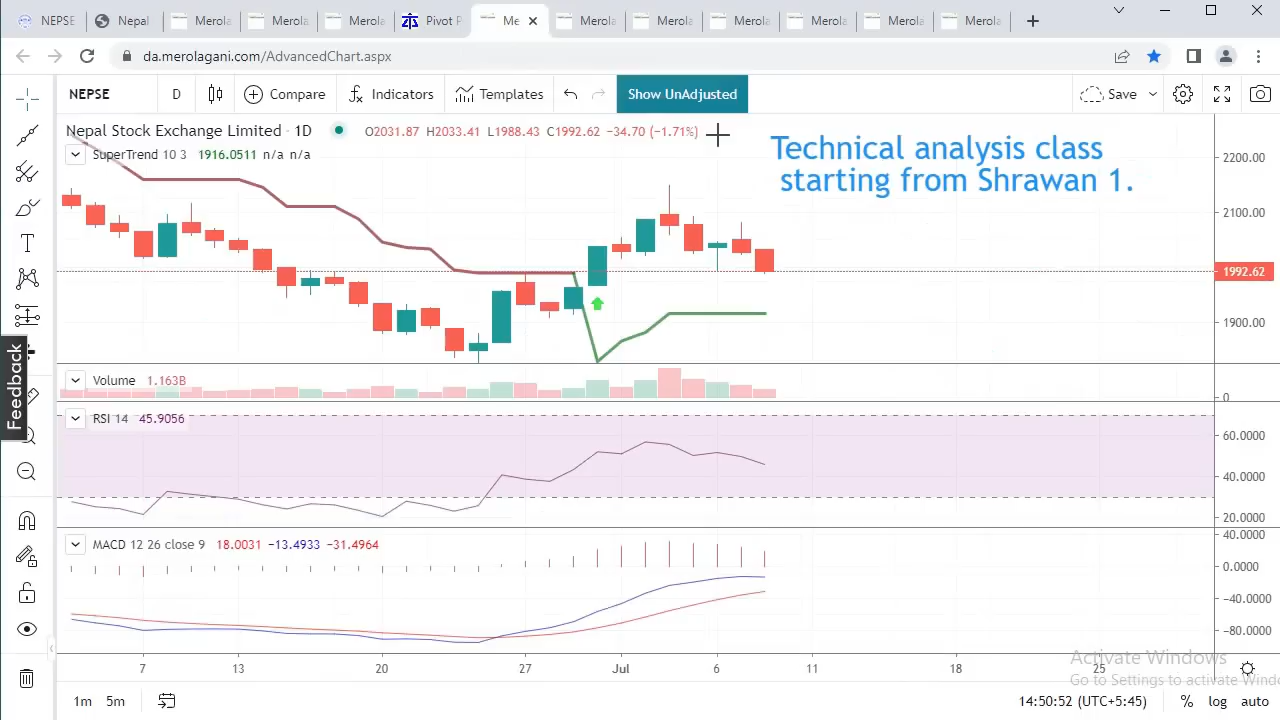 NEPSE
Nepal
Merola
Merola
Merola
Pivot P
Me
Merola
Merola
Merola
Merola
Merola
Merola
da.merolagani.com/AdvancedChart.aspx
NEPSE D Compare Indicators Templates Show UnAdjusted Save
Nepal Stock Exchange Limited · 1D O2031.87 H2033.41 L1988.43 C1992.62 −34.70 (−1.71%)
SuperTrend 10 3 1916.0511 n/a n/a
Technical analysis class
starting from Shrawan 1.
2200.00
2100.00
1992.62
1900.00
Feedback
Volume 1.163B
0
RSI 14 45.9056
60.0000
40.0000
20.0000
MACD 12 26 close 9 18.0031 −13.4933 −31.4964
40.0000
0.0000
−40.0000
−80.0000
7 13 20 27 Jul 6 11 18 25
Activate Windows
Go to Settings to activate Wind
1m 5m 14:50:52 (UTC+5:45) % log auto